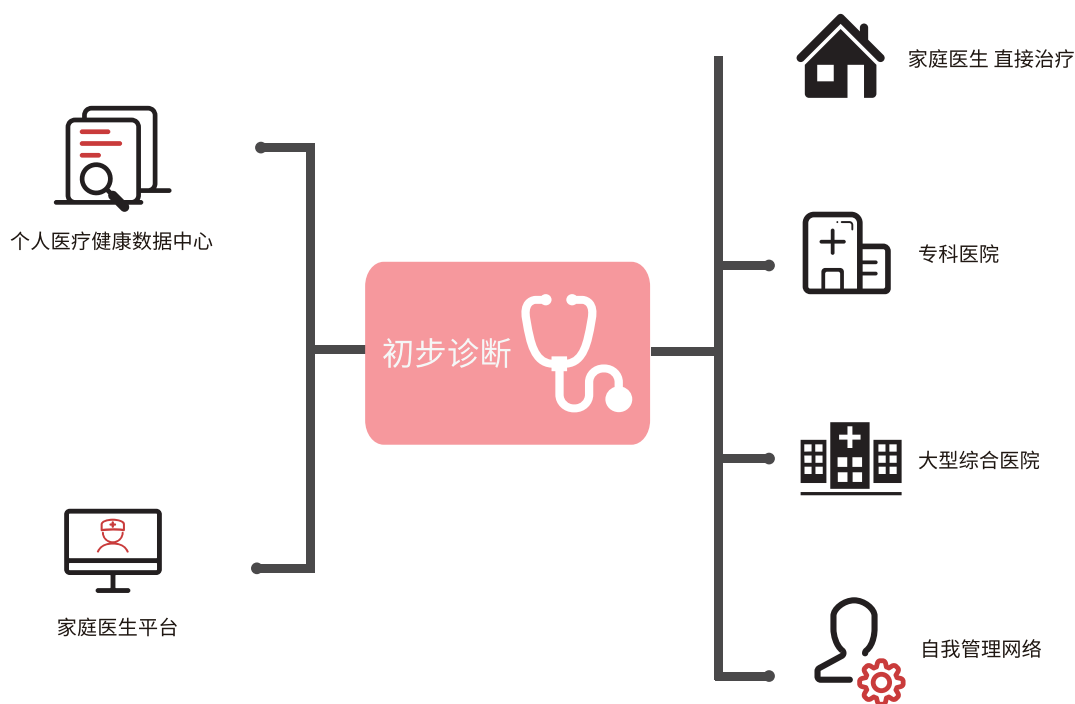 个人医疗健康数据中心
家庭医生平台
初步诊断
家庭医生 直接治疗
专科医院
大型综合医院
自我管理网络